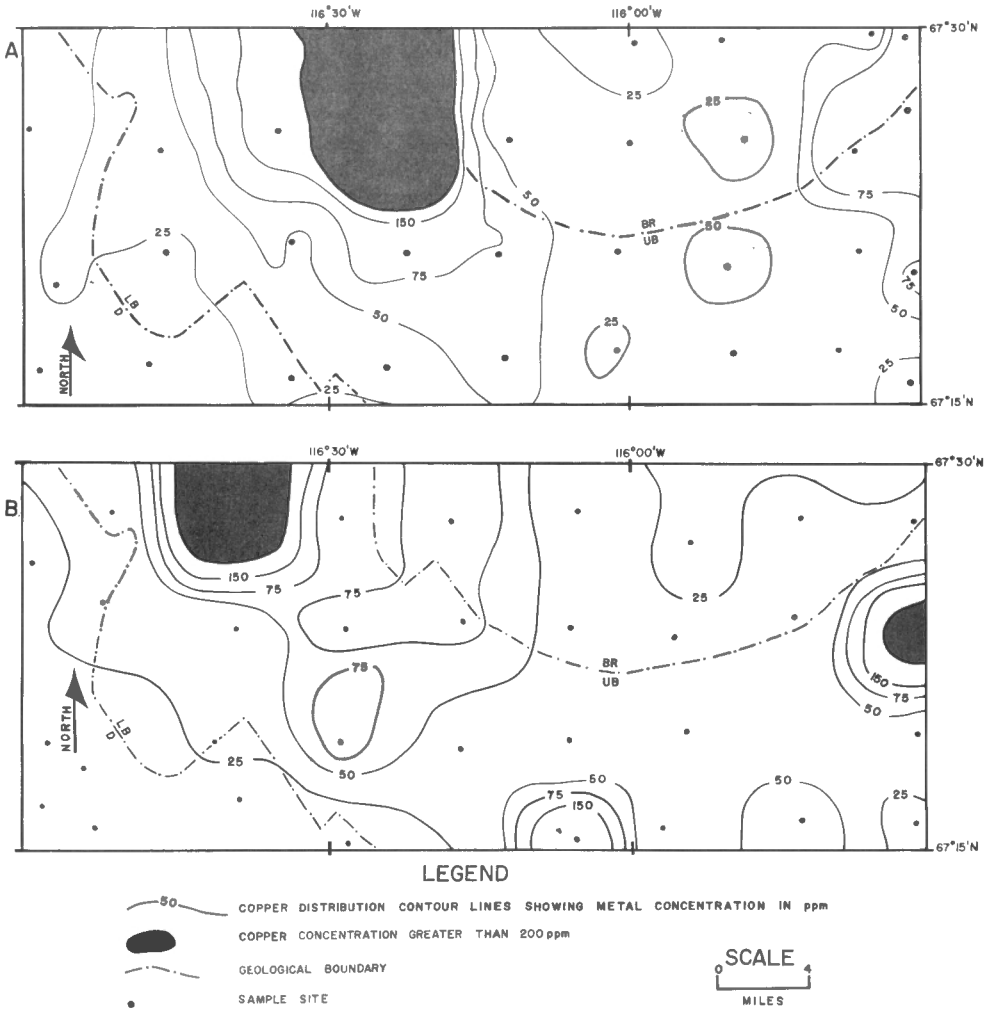 116°30'W 116°00'W
A 67°30'N
25 25
50 75
BR
150 UB 50
25
75 75
LB
D 50 50
25
NORTH 25
25
67°15'N
116°30'W 116°00'W
67°30'N
B
150
75 75 25
BR
UB 150
75 75
50
LB
D
NORTH
25 50 50 50
75 25
150
67°15'N
LEGEND
50 COPPER DISTRIBUTION CONTOUR LINES SHOWING METAL CONCENTRATION IN ppm
COPPER CONCENTRATION GREATER THAN 200 ppm
GEOLOGICAL BOUNDARY
SAMPLE SITE
SCALE
0 4
MILES